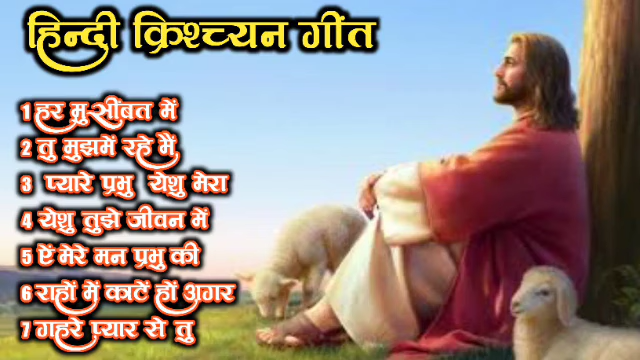 हिन्दी क्रिश्च्यन गीत
1 हर मुसीबत में
2 तु मुझमें रहे मैं
3 प्यारे प्रभु येशु मेरा
4 येशु तुझे जीवन में
5 ऐं मेरे मन प्रभु की
6 राहों में काटें हों अगर
7 गहरे प्यार से तु